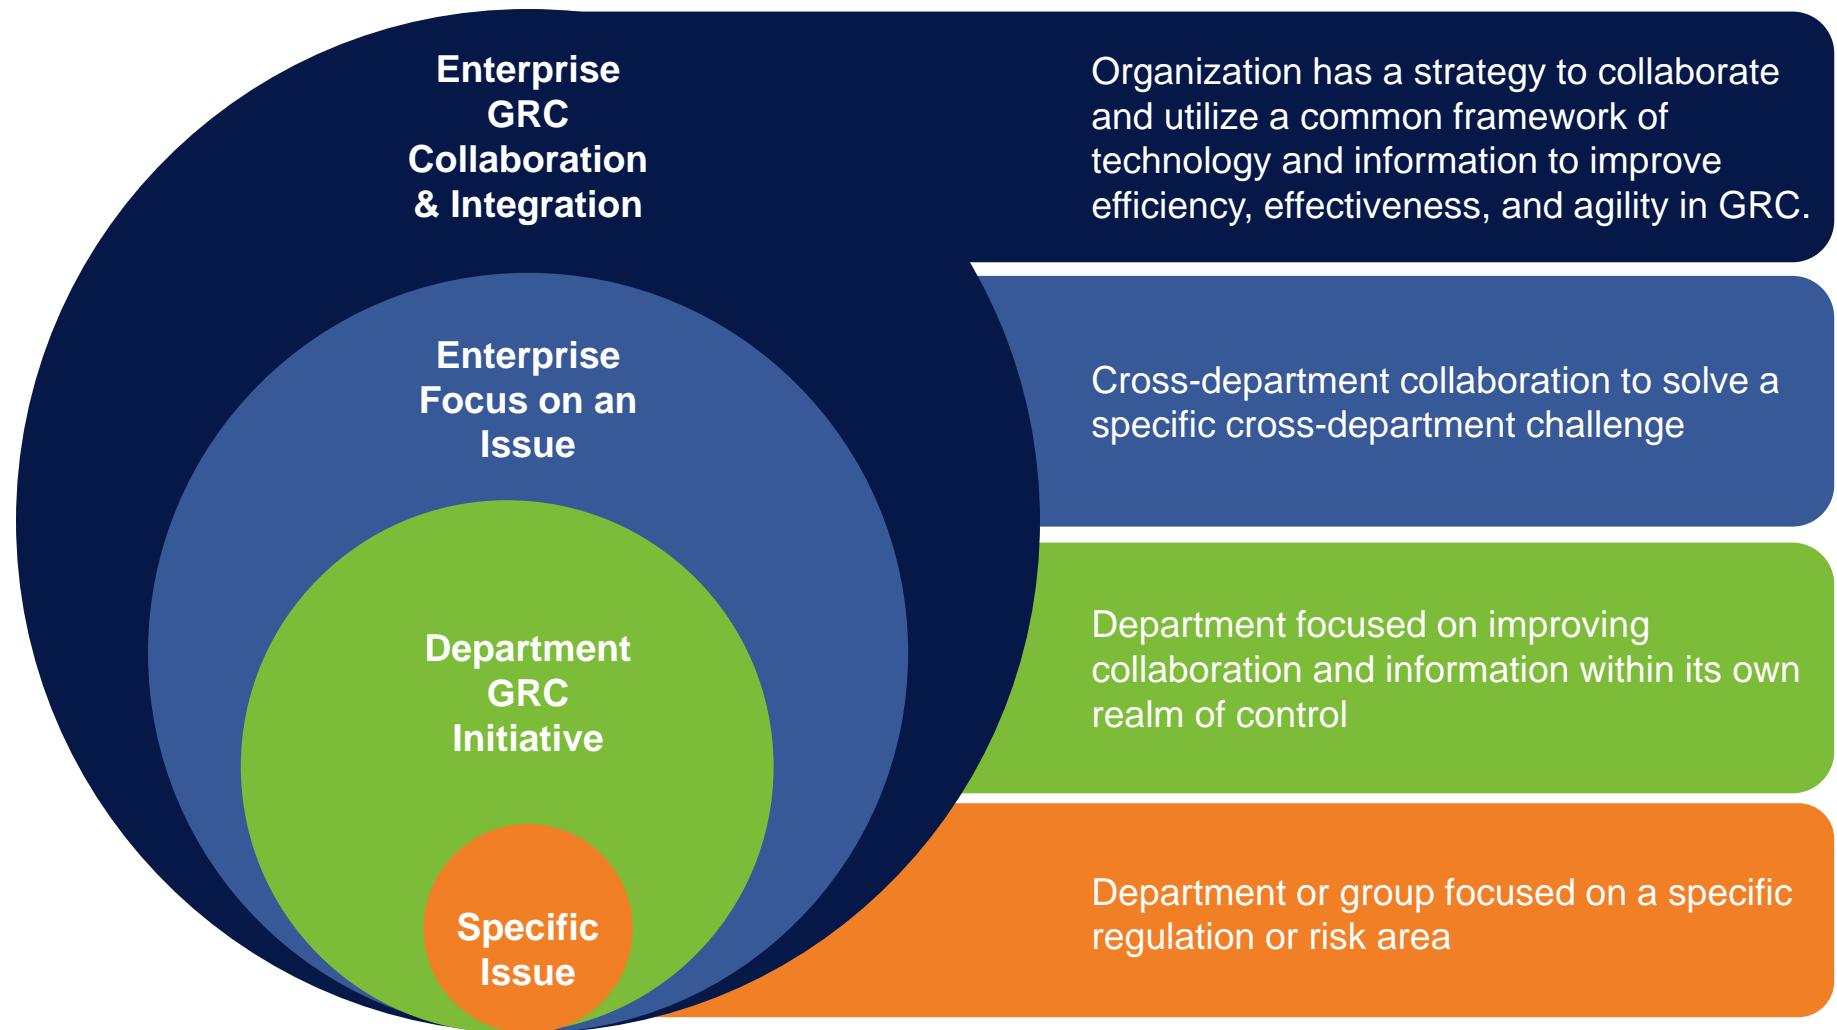 Enterprise
GRC
Collaboration
& Integration
Organization has a strategy to collaborate
and utilize a common framework of
technology and information to improve
efficiency, effectiveness, and agility in GRC.
Enterprise
Focus on an
Issue
Cross-department collaboration to solve a
specific cross-department challenge
Department
GRC
Initiative
Department focused on improving
collaboration and information within its own
realm of control
Specific
Issue
Department or group focused on a specific
regulation or risk area